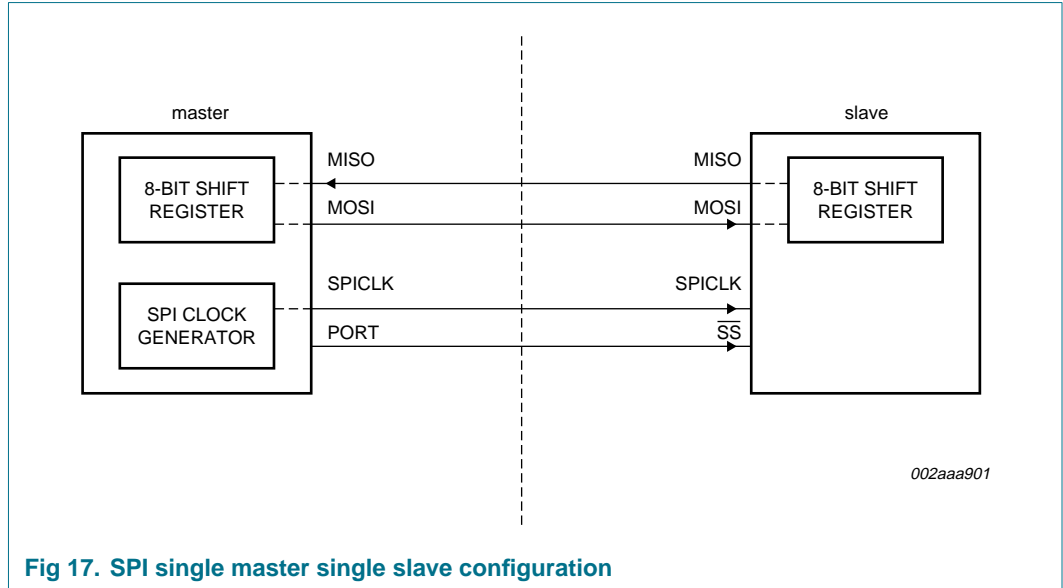 master
slave
8-BIT SHIFT
REGISTER
MISO
MISO
8-BIT SHIFT
REGISTER
MOSI
MOSI
SPI CLOCK
GENERATOR
SPICLK
SPICLK
PORT
S̅S̅
002aaa901
Fig 17. SPI single master single slave configuration